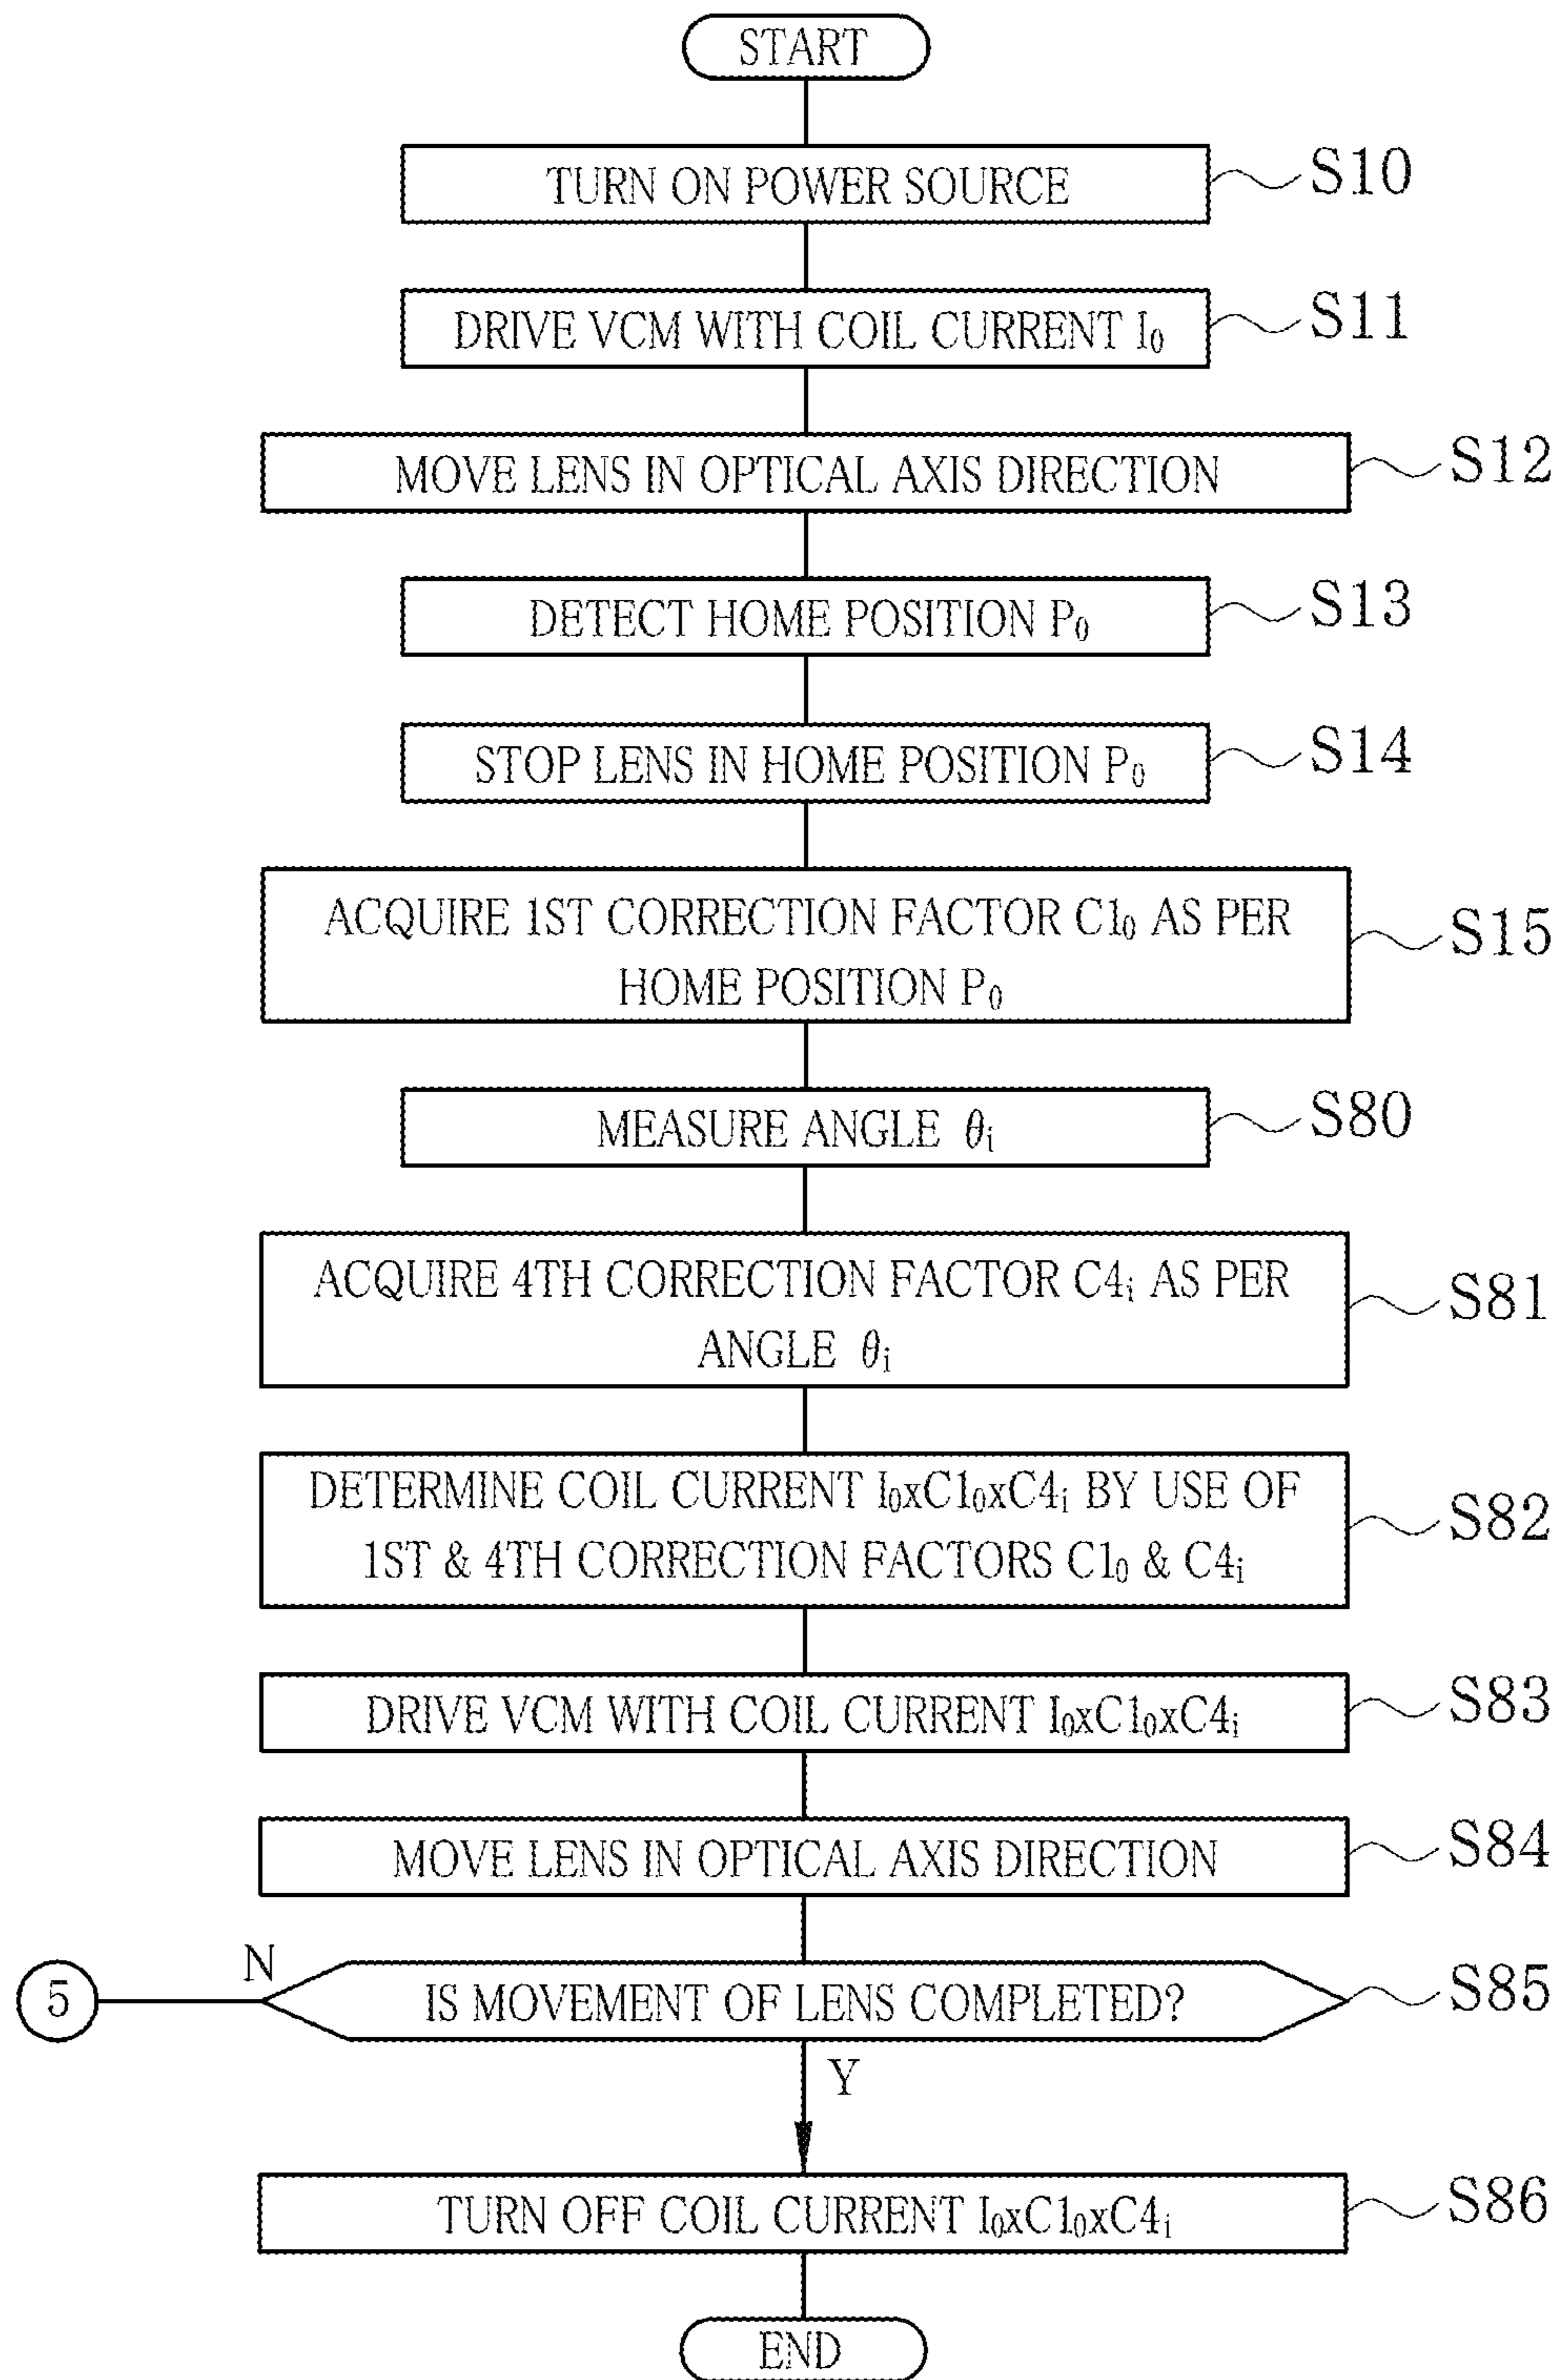 START
TURN ON POWER SOURCE
S10
DRIVE VCM WITH COIL CURRENT I₀
S11
MOVE LENS IN OPTICAL AXIS DIRECTION
S12
DETECT HOME POSITION P₀
S13
STOP LENS IN HOME POSITION P₀
S14
ACQUIRE 1ST CORRECTION FACTOR C1₀ AS PER
HOME POSITION P₀
S15
MEASURE ANGLE θᵢ
S80
ACQUIRE 4TH CORRECTION FACTOR C4ᵢ AS PER
ANGLE θᵢ
S81
DETERMINE COIL CURRENT I₀xC1₀xC4ᵢ BY USE OF
1ST & 4TH CORRECTION FACTORS C1₀ & C4ᵢ
S82
DRIVE VCM WITH COIL CURRENT I₀xC1₀xC4ᵢ
S83
MOVE LENS IN OPTICAL AXIS DIRECTION
S84
5
N
IS MOVEMENT OF LENS COMPLETED?
S85
Y
TURN OFF COIL CURRENT I₀xC1₀xC4ᵢ
S86
END